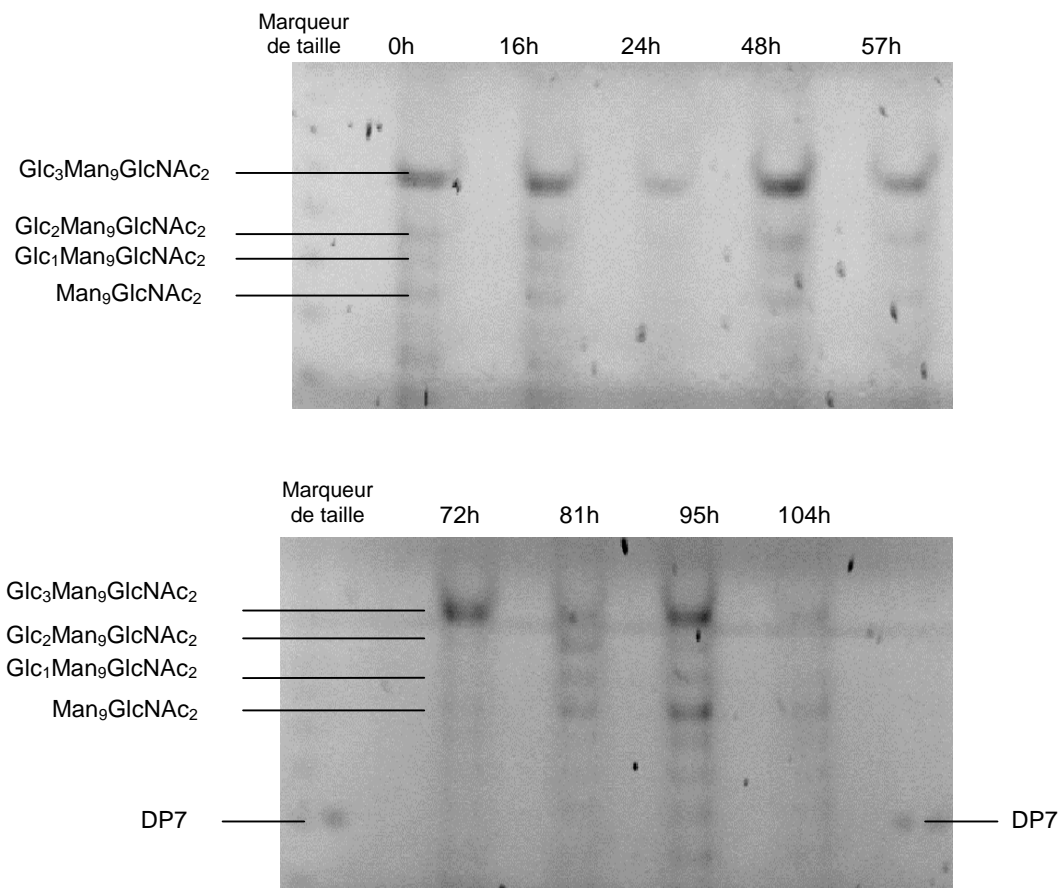 Marqueur
de taille 0h 16h 24h 48h 57h
Glc₃Man₉GlcNAc₂
Glc₂Man₉GlcNAc₂
Glc₁Man₉GlcNAc₂
Man₉GlcNAc₂
Marqueur
de taille 72h 81h 95h 104h
Glc₃Man₉GlcNAc₂
Glc₂Man₉GlcNAc₂
Glc₁Man₉GlcNAc₂
Man₉GlcNAc₂
DP7 DP7